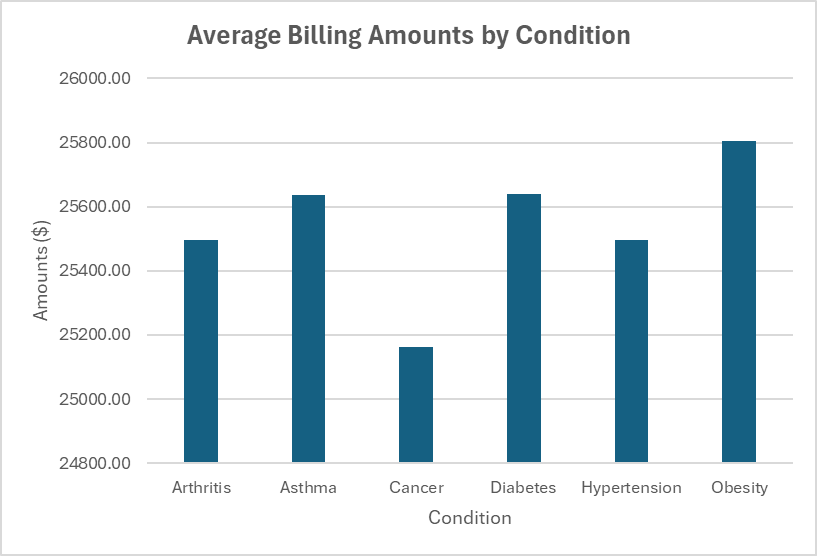 Average Billing Amounts by Condition
26000.00
25800.00
25600.00
25400.00
25200.00
25000.00
24800.00
Amounts ($)
Arthritis Asthma Cancer Diabetes Hypertension Obesity
Condition